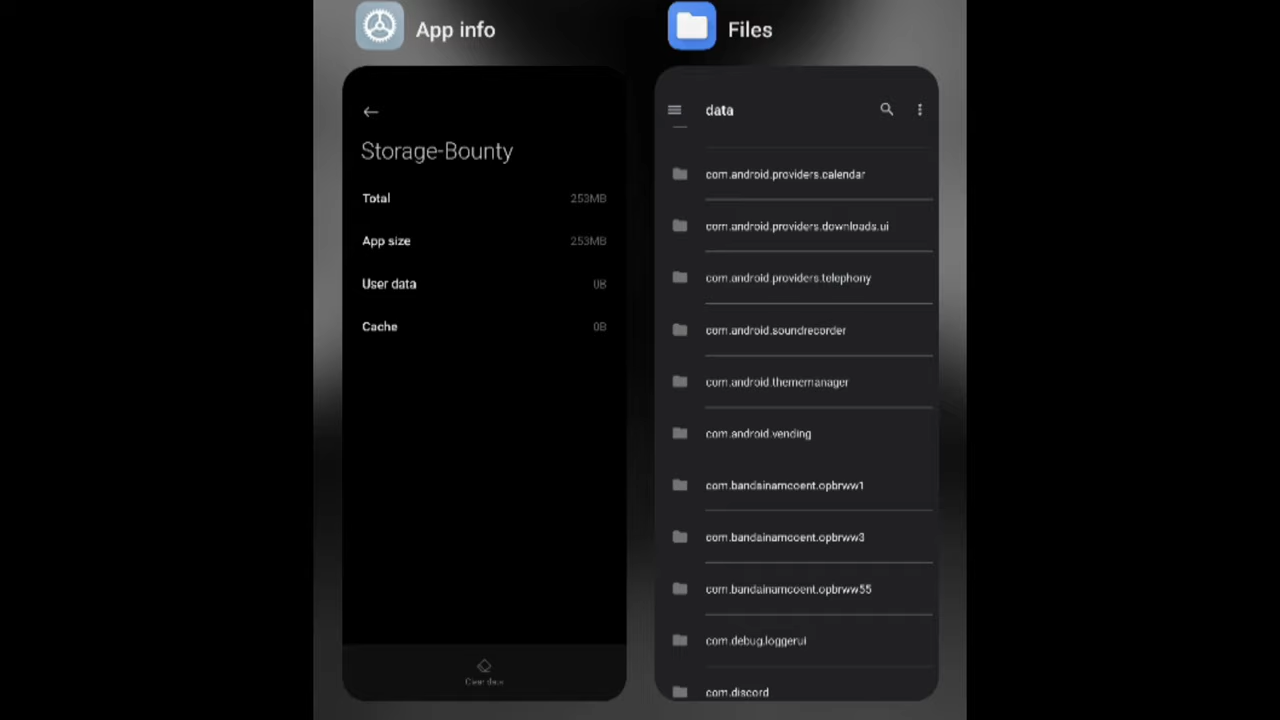 App info
Storage-Bounty
Total 253MB
App size 253MB
User data 0B
Cache 0B
Clear data
Files
data
com.android.providers.calendar
com.android.providers.downloads.ui
com.android.providers.telephony
com.android.soundrecorder
com.android.thememanager
com.android.vending
com.bandainamcoent.opbrww1
com.bandainamcoent.opbrww3
com.bandainamcoent.opbrww55
com.debug.loggerui
com.discord